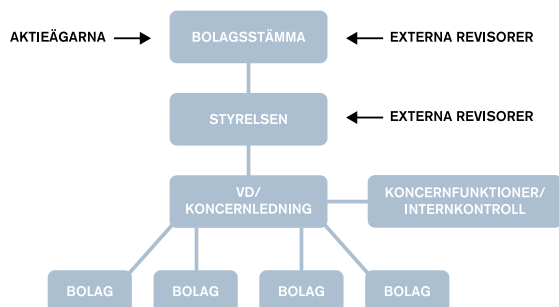 AKTIEÄGARNA
BOLAGSSTÄMMA
EXTERNA REVISORER
STYRELSEN
EXTERNA REVISORER
VD/
KONCERNLEDNING
KONCERNFUNKTIONER/
INTERNKONTROLL
BOLAG
BOLAG
BOLAG
BOLAG